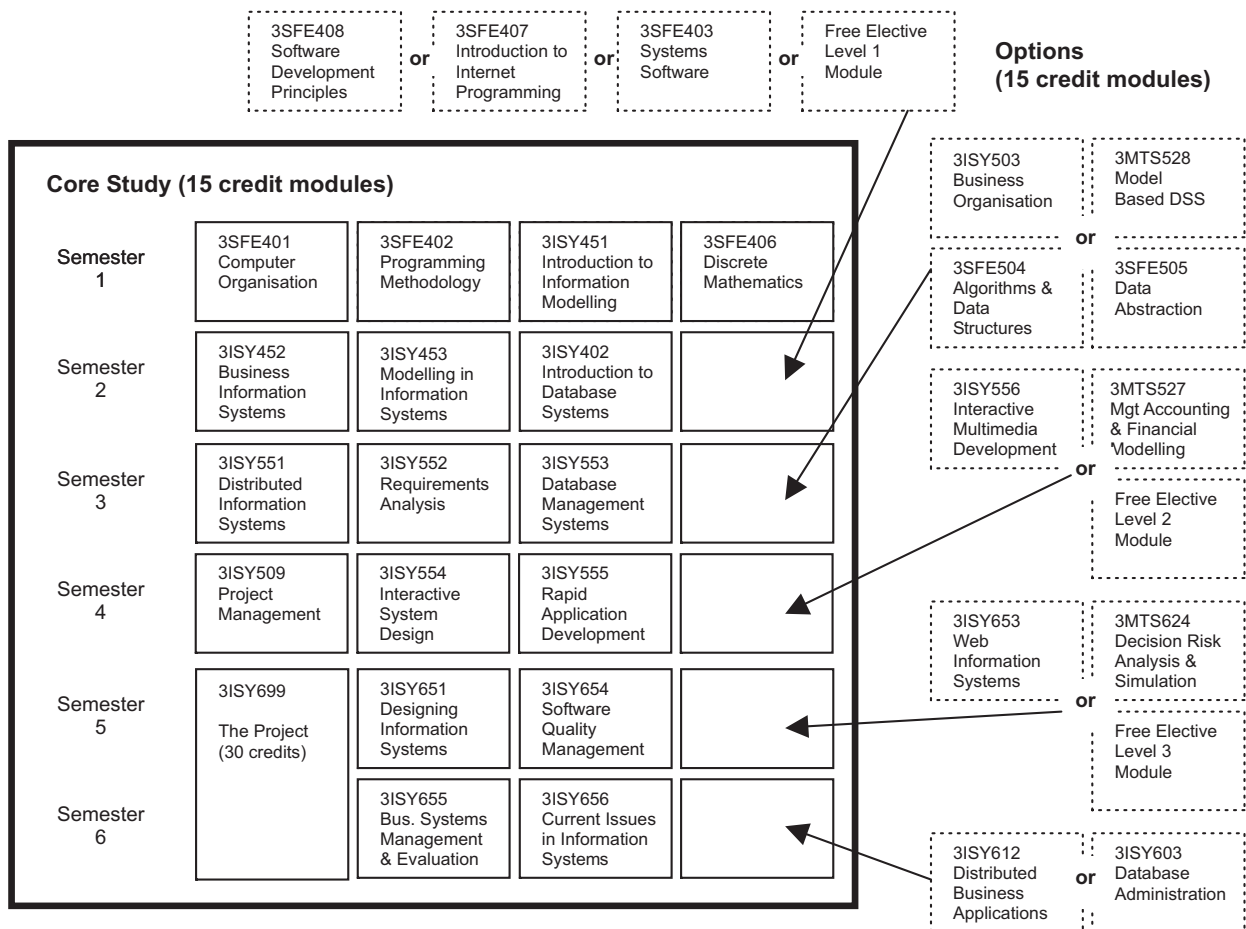 3SFE408
Software
Development
Principles
or
3SFE407
Introduction to
Internet
Programming
or
3SFE403
Systems
Software
or
Free Elective
Level 1
Module
Options
(15 credit modules)
Core Study (15 credit modules)
Semester
1
3SFE401
Computer
Organisation
3SFE402
Programming
Methodology
3ISY451
Introduction to
Information
Modelling
3SFE406
Discrete
Mathematics
Semester
2
3ISY452
Business
Information
Systems
3ISY453
Modelling in
Information
Systems
3ISY402
Introduction to
Database
Systems
Semester
3
3ISY551
Distributed
Information
Systems
3ISY552
Requirements
Analysis
3ISY553
Database
Management
Systems
Semester
4
3ISY509
Project
Management
3ISY554
Interactive
System
Design
3ISY555
Rapid
Application
Development
Semester
5
3ISY699
The Project
(30 credits)
3ISY651
Designing
Information
Systems
3ISY654
Software
Quality
Management
Semester
6
3ISY655
Bus. Systems
Management
& Evaluation
3ISY656
Current Issues
in Information
Systems
3ISY503
Business
Organisation
3MTS528
Model
Based DSS
or
3SFE504
Algorithms &
Data
Structures
3SFE505
Data
Abstraction
3ISY556
Interactive
Multimedia
Development
3MTS527
Mgt Accounting
& Financial
Modelling
or
Free Elective
Level 2
Module
3ISY653
Web
Information
Systems
3MTS624
Decision Risk
Analysis &
Simulation
or
Free Elective
Level 3
Module
3ISY612
Distributed
Business
Applications
or
3ISY603
Database
Administration